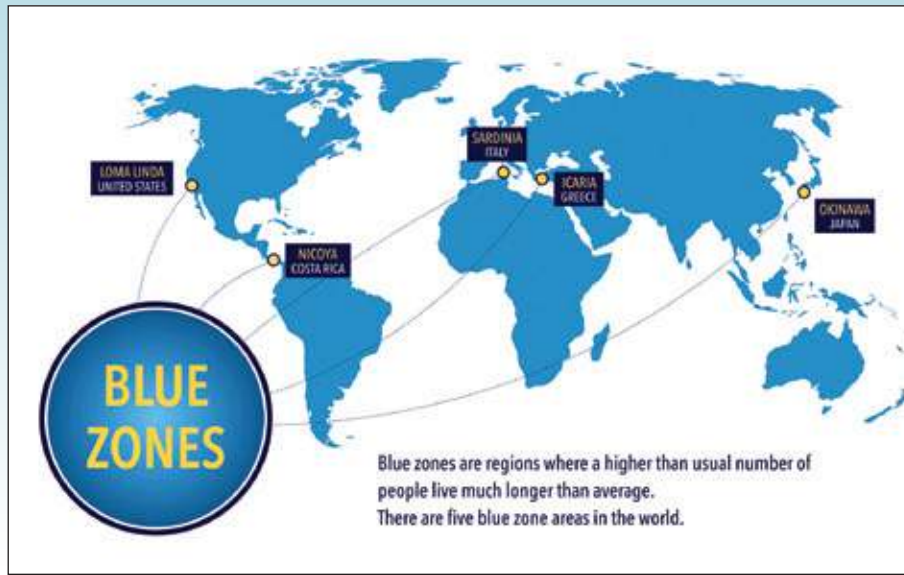 LOMA LINDA
UNITED STATES
SARDINIA
ITALY
ICARIA
GREECE
OKINAWA
JAPAN
NICOYA
COSTA RICA
BLUE
ZONES
Blue zones are regions where a higher than usual number of
people live much longer than average.
There are five blue zone areas in the world.